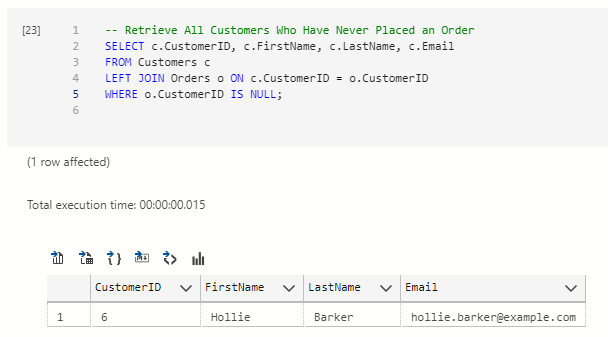 [23] 1 -- Retrieve All Customers Who Have Never Placed an Order
2 SELECT c.CustomerID, c.FirstName, c.LastName, c.Email
3 FROM Customers c
4 LEFT JOIN Orders o ON c.CustomerID = o.CustomerID
5 WHERE o.CustomerID IS NULL;
6
(1 row affected)
Total execution time: 00:00:00.015
CustomerID FirstName LastName Email
1 6 Hollie Barker hollie.barker@example.com